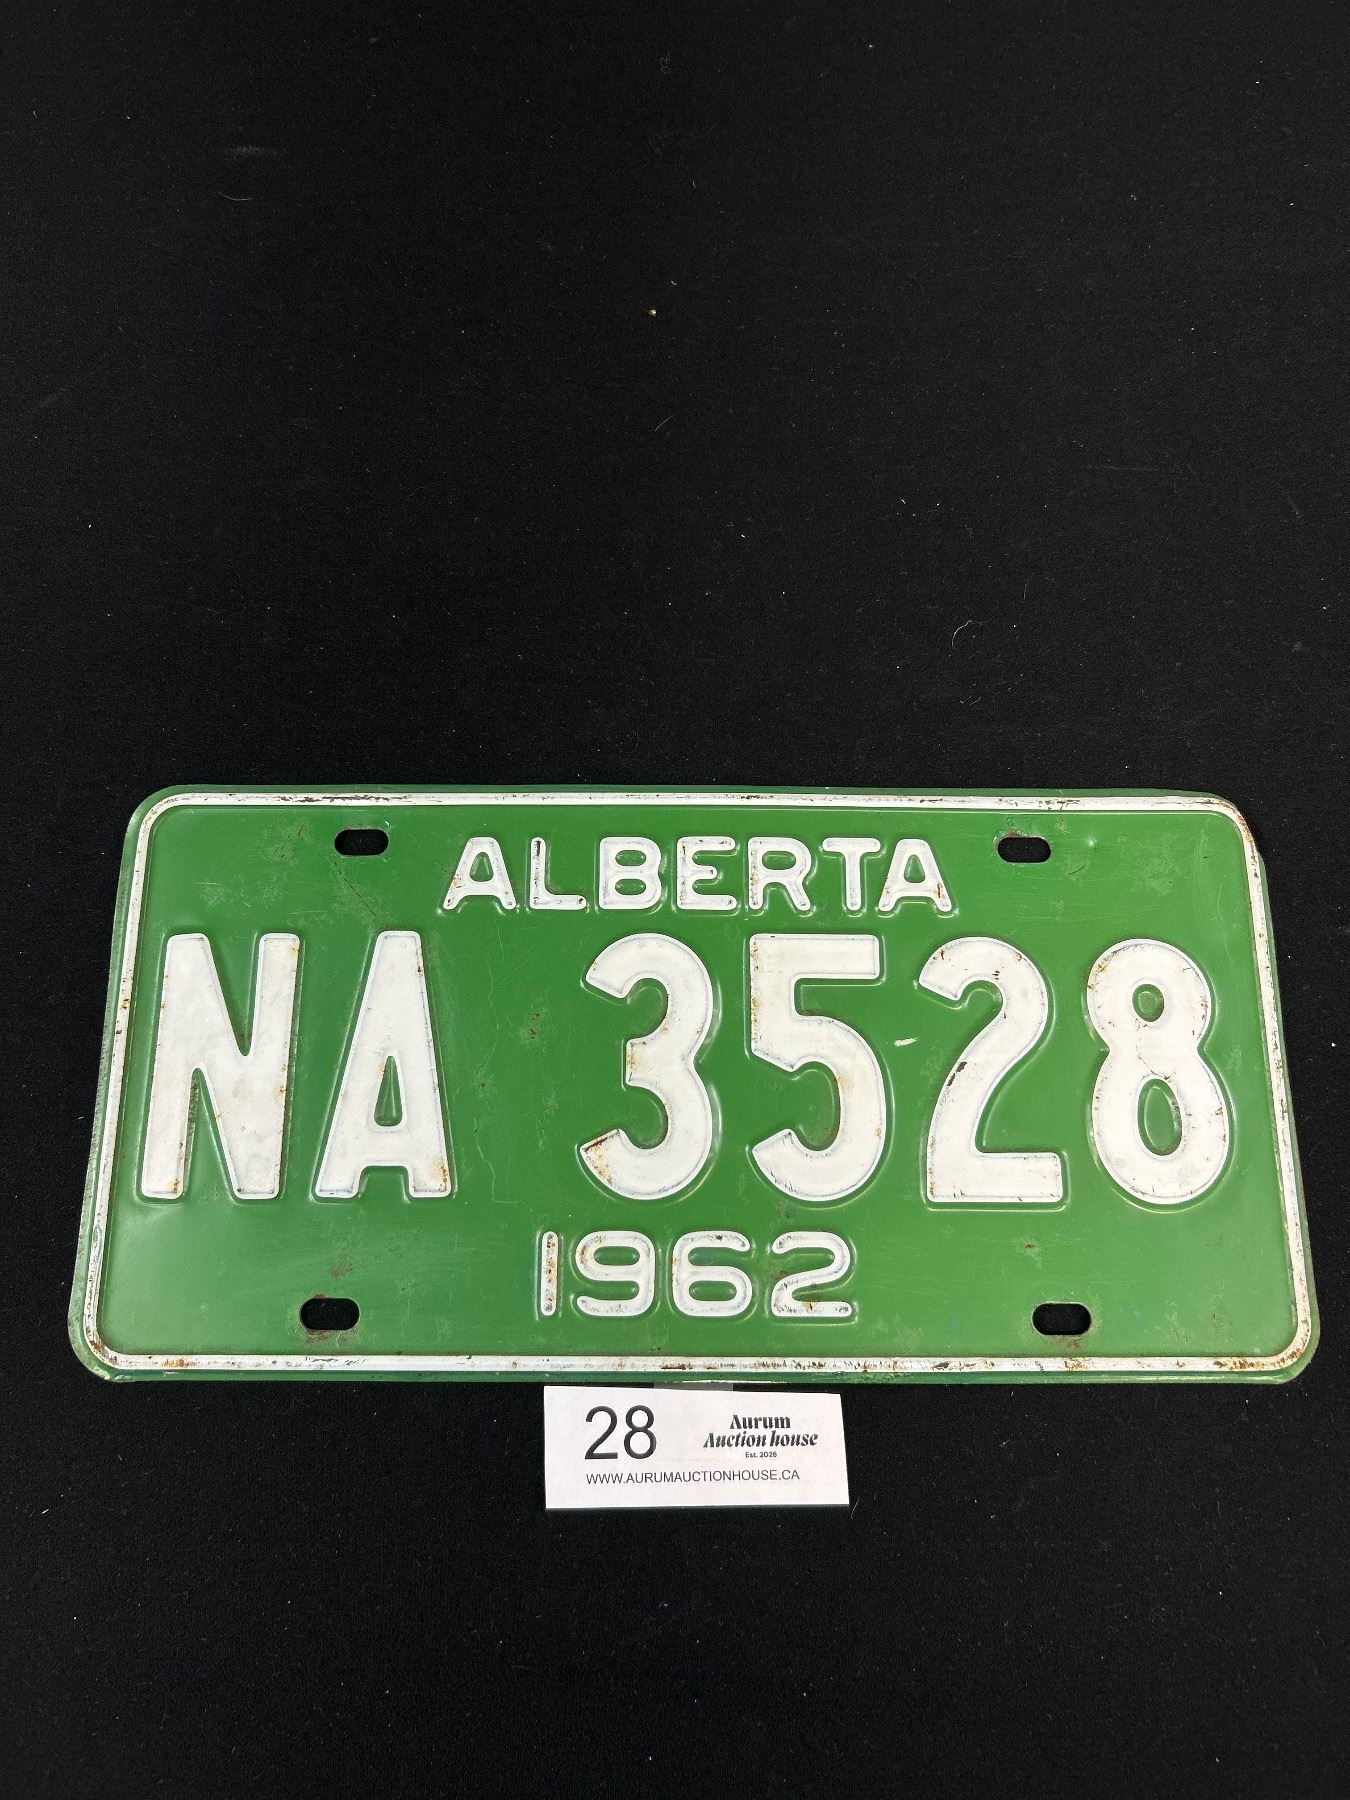 ALBERTA
NA 3528
1962
28
Aurum
Auction house
Est. 2025
WWW.AURUMAUCTIONHOUSE.CA